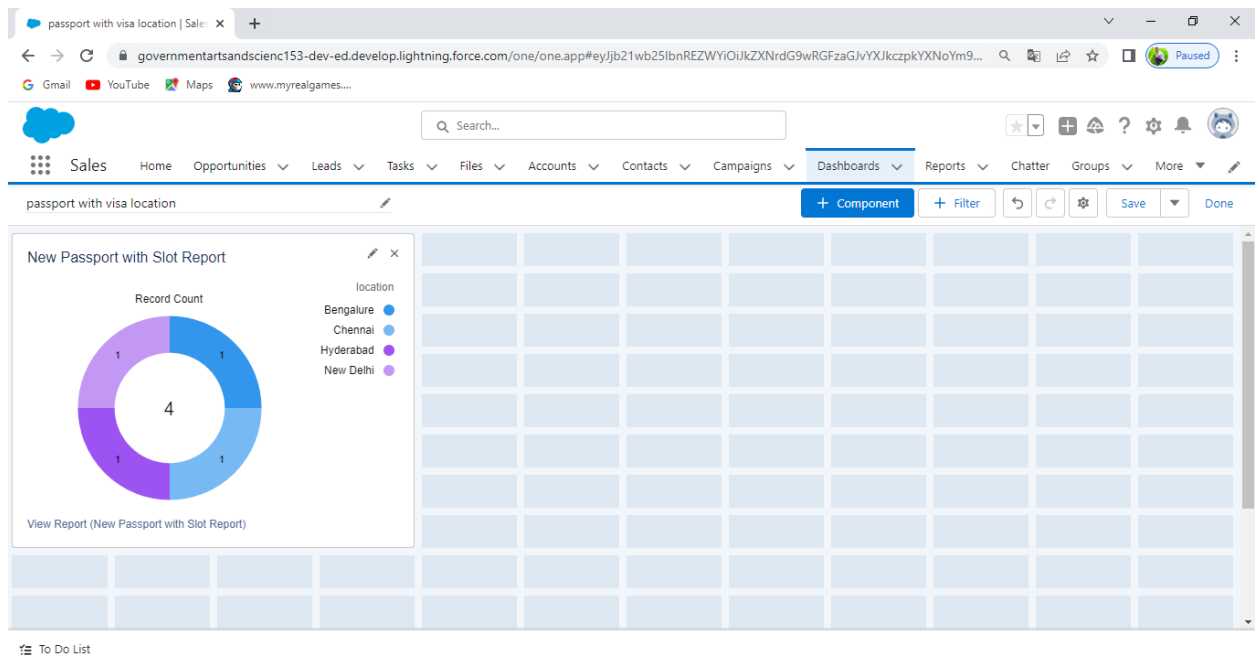 passport with visa location | Sale
governmentartsandscienc153-dev-ed.develop.lightning.force.com/one/one.app#eyJjb21wb25lbnREZWYiOiJkZXNrdG9wRGFzaGJvYXJkczpkYXNoYm9... Paused
Gmail YouTube Maps www.myrealgames....
Search...
Sales Home Opportunities Leads Tasks Files Accounts Contacts Campaigns Dashboards Reports Chatter Groups More
passport with visa location + Component + Filter Save Done
New Passport with Slot Report
location
Record Count
Bengalure
Chennai
Hyderabad
New Delhi
1 1
4
1 1
View Report (New Passport with Slot Report)
To Do List